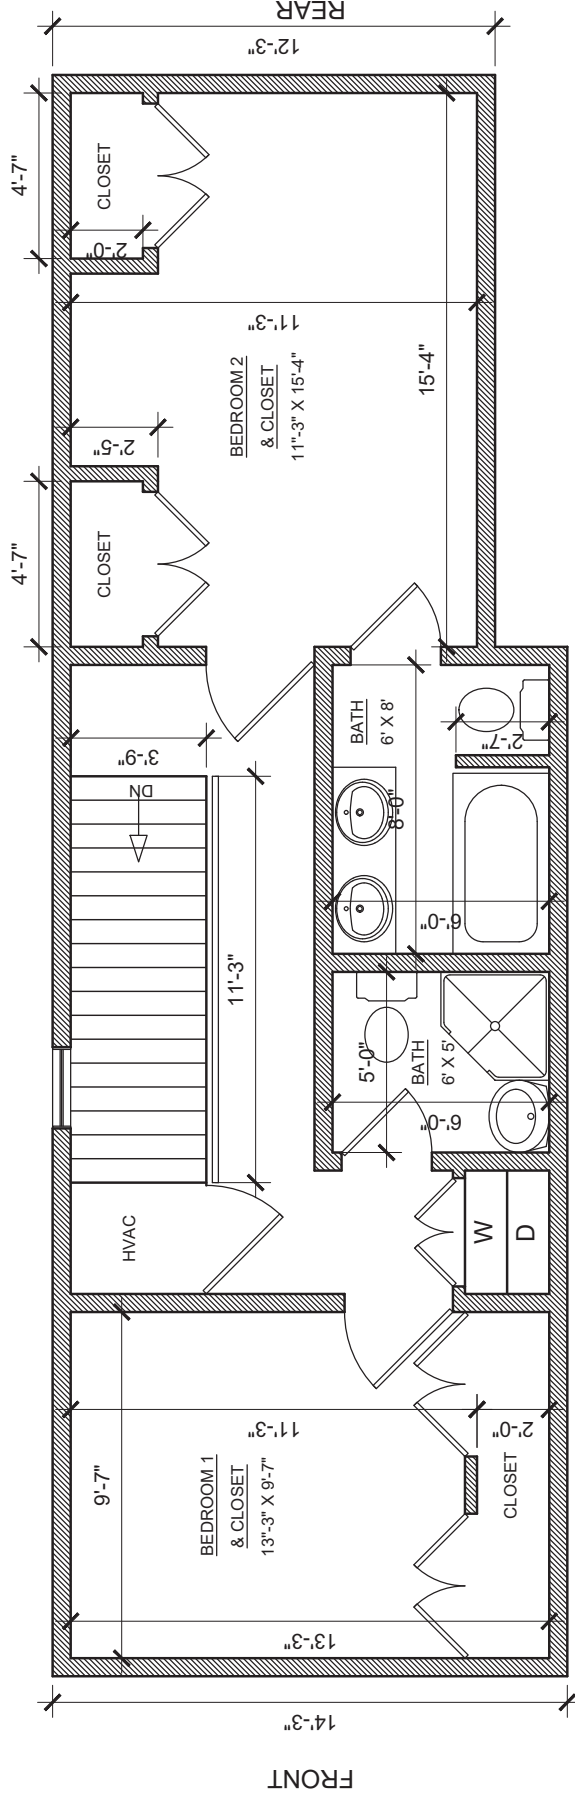 REAR
12'-3"
4'-7"
CLOSET
2'-0"
11'-3"
BEDROOM 2
& CLOSET
11"-3" X 15'-4"
15'-4"
2'-5"
4'-7"
CLOSET
3'-9"
DN
BATH
6' X 8'
2'-7"
8'-0"
6'-0"
11'-3"
5'-0"
BATH
6' X 5'
6'-0"
HVAC
W
D
9'-7"
11'-3"
2'-0"
BEDROOM 1
& CLOSET
13"-3" X 9'-7"
CLOSET
13'-3"
14'-3"
FRONT